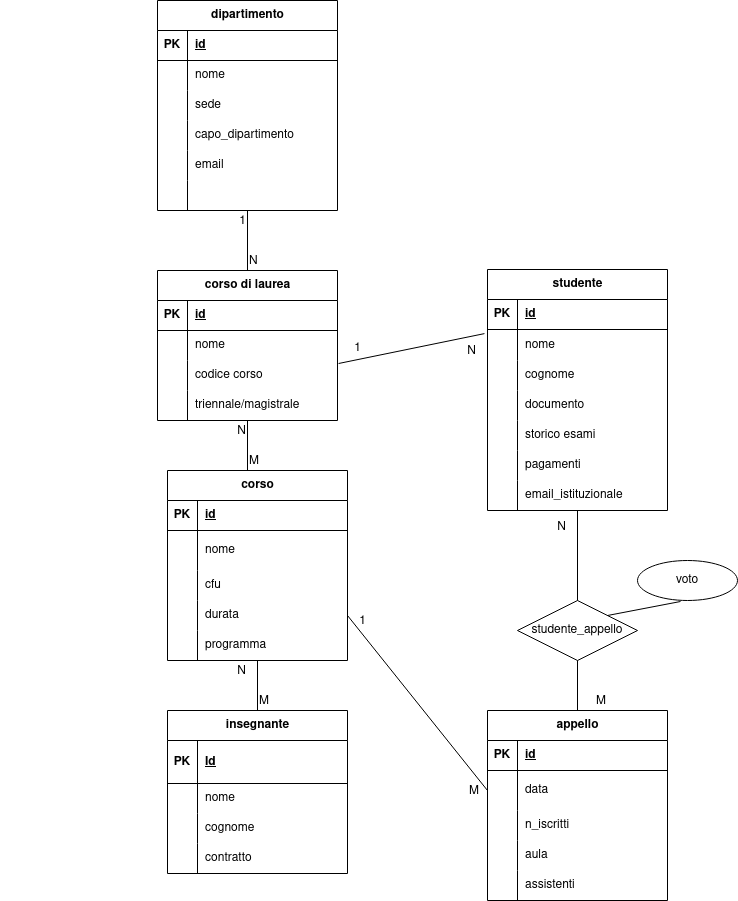 dipartimento
PK id
nome
sede
capo_dipartimento
email
1
N
corso di laurea
PK id
nome
codice corso
triennale/magistrale
1
N
studente
PK id
nome
cognome
documento
storico esami
pagamenti
email_istituzionale
N
M
corso
PK id
nome
cfu
durata
programma
N
voto
studente_appello
1
N
M
M
insegnante
PK Id
nome
cognome
contratto
M
appello
PK id
data
n_iscritti
aula
assistenti